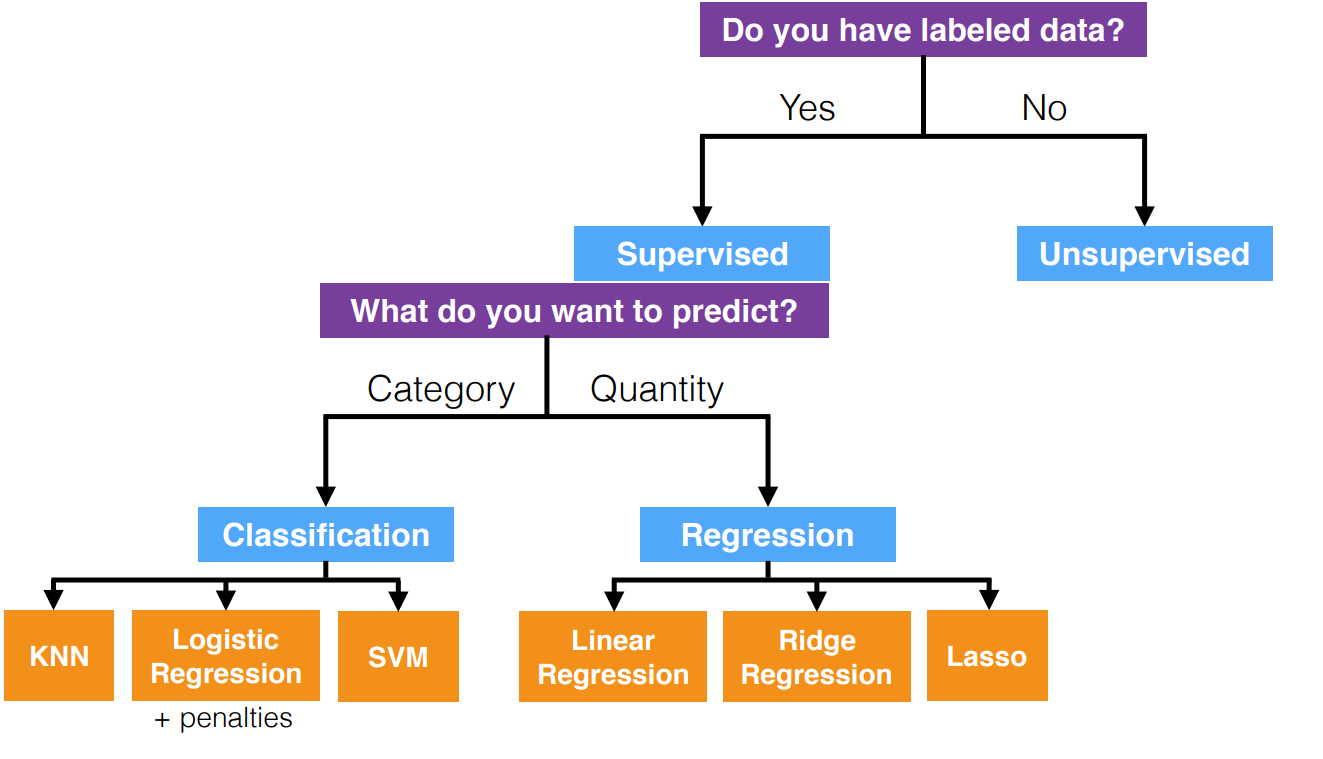 Do you have labeled data?
Yes
No
Supervised
Unsupervised
What do you want to predict?
Category
Quantity
Classification
Regression
KNN
Logistic
Regression
+ penalties
SVM
Linear
Regression
Ridge
Regression
Lasso